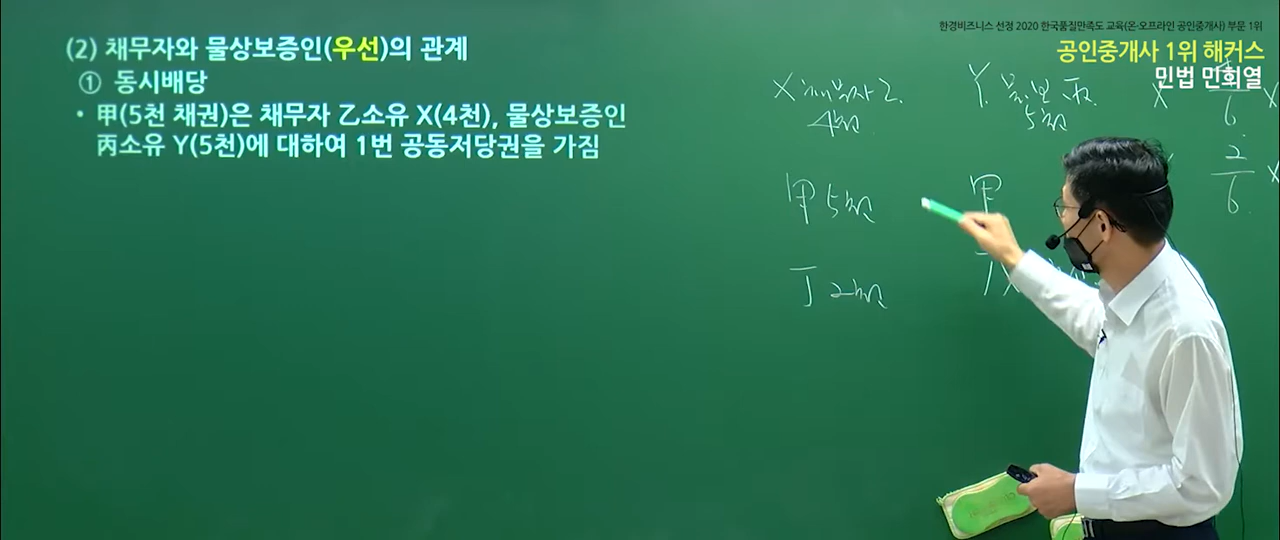 한경비즈니스 선정 2020 한국품질만족도 교육(온·오프라인 공인중개사) 부문 1위
공인중개사 1위 해커스
민법 민희열
(2) 채무자와 물상보증인(우선)의 관계
① 동시배당
• 甲(5천 채권)은 채무자 乙소유 X(4천), 물상보증인
丙소유 Y(5천)에 대하여 1번 공동저당권을 가짐
X 채무자 乙.
4천.
Y. 물.보 丙.
5천
甲 5천
甲
丁 2천
6
2
6.